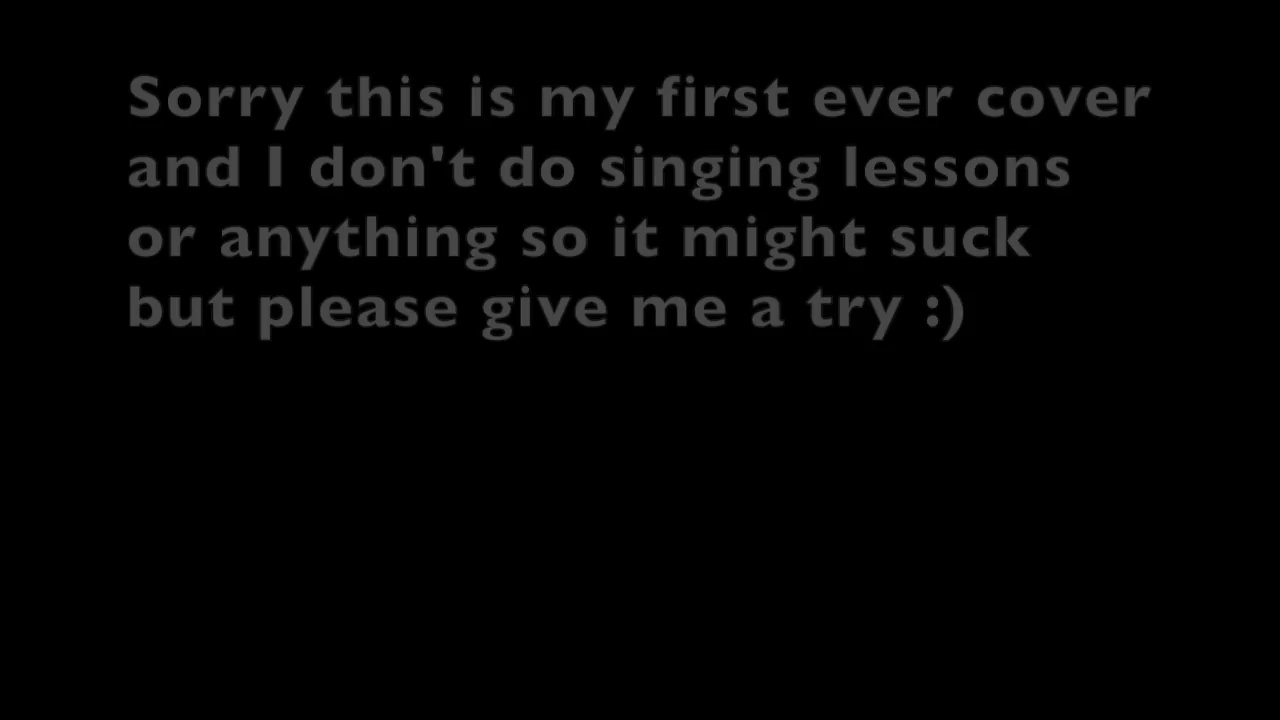 Sorry this is my first ever cover
and I don't do singing lessons
or anything so it might suck
but please give me a try :)